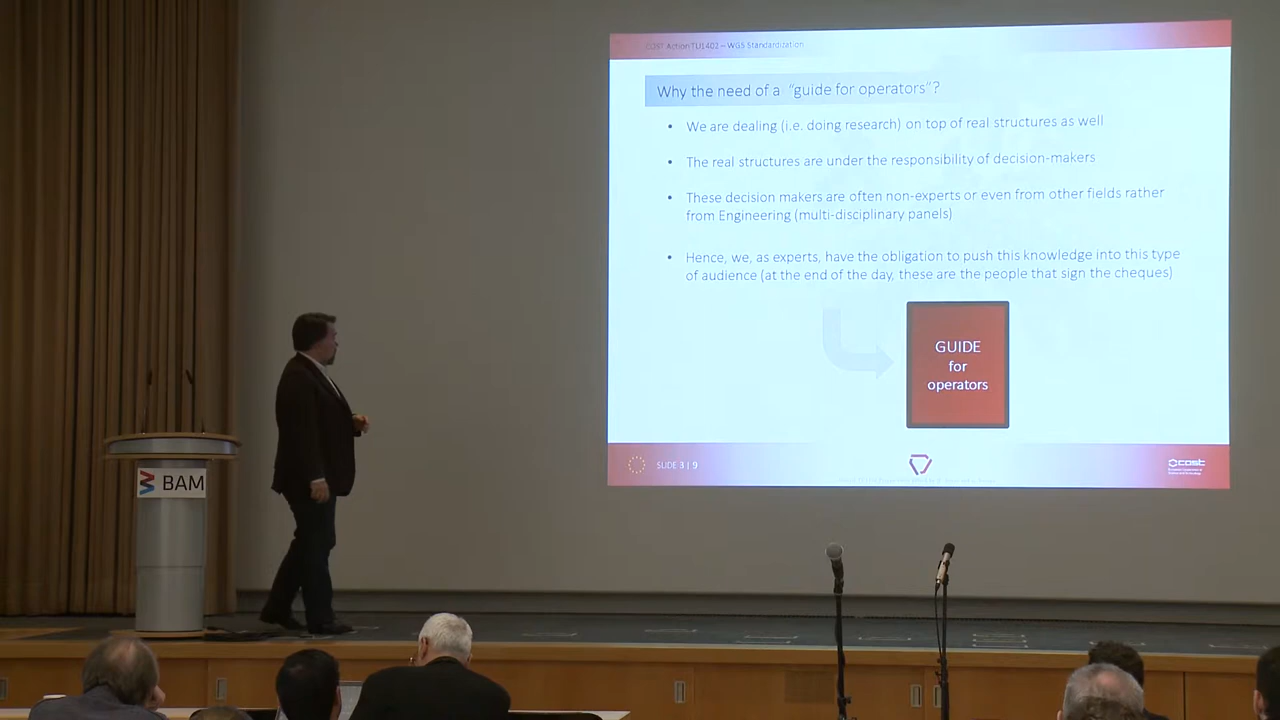 COST Action TU1402 – WG5 Standardization
Why the need of a "guide for operators"?
• We are dealing (i.e. doing research) on top of real structures as well
• The real structures are under the responsibility of decision-makers
• These decision makers are often non-experts or even from other fields rather
from Engineering (multi-disciplinary panels)
• Hence, we, as experts, have the obligation to push this knowledge into this type
of audience (at the end of the day, these are the people that sign the cheques)
GUIDE
for
operators
SLIDE 3 | 9
cost
BAM